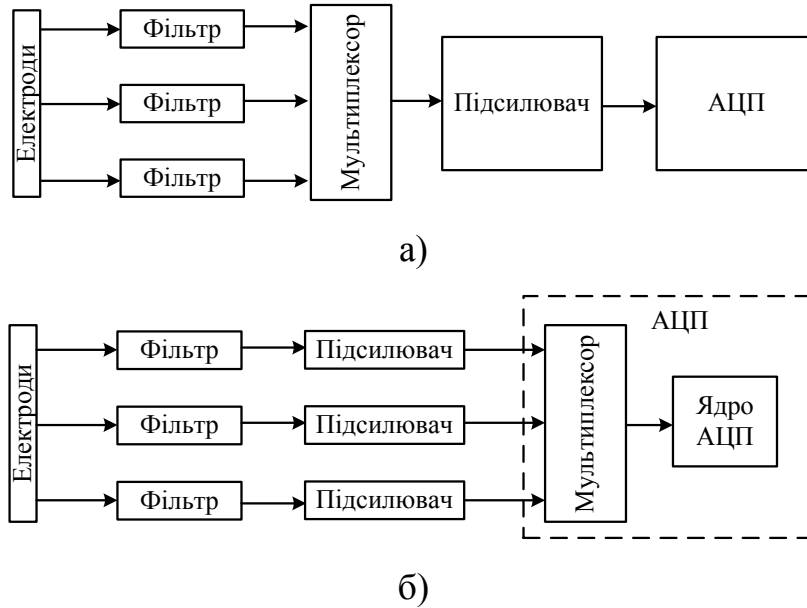 Електроди
Фільтр
Фільтр
Фільтр
Мультиплексор
Підсилювач
АЦП
а)
Електроди
Фільтр
Підсилювач
Фільтр
Підсилювач
Фільтр
Підсилювач
Мультиплексор
АЦП
Ядро
АЦП
б)